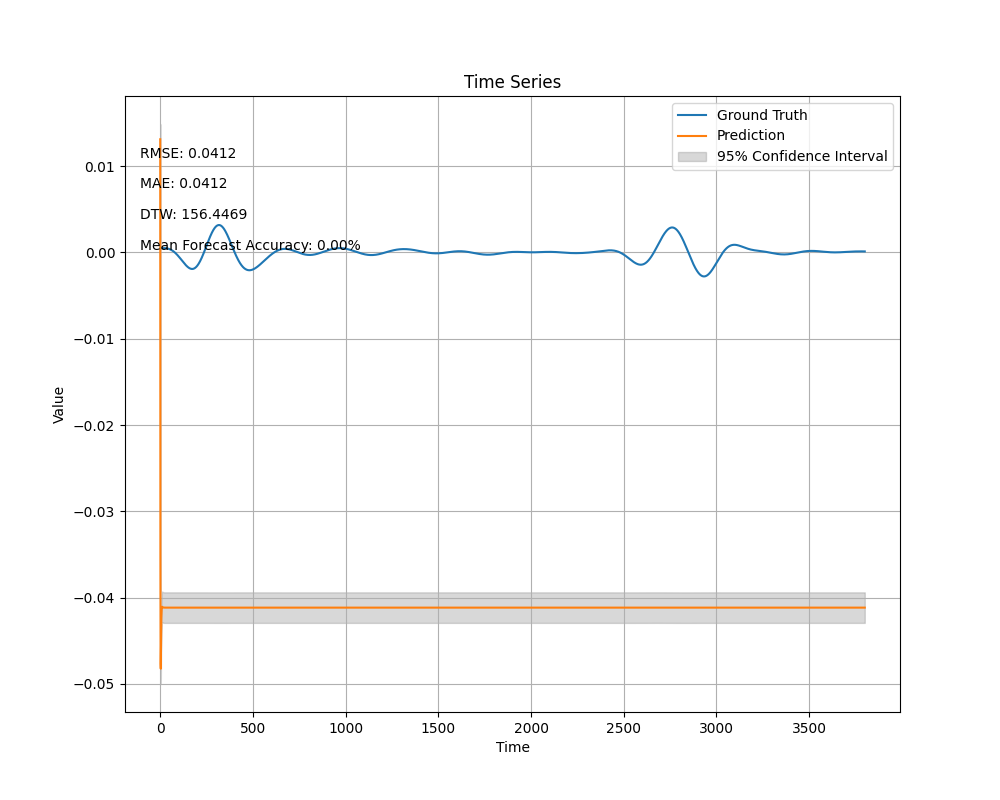 Time Series
Ground Truth
Prediction
95% Confidence Interval
RMSE: 0.0412
MAE: 0.0412
DTW: 156.4469
Mean Forecast Accuracy: 0.00%
Value
0.01
0.00
−0.01
−0.02
−0.03
−0.04
−0.05
0 500 1000 1500 2000 2500 3000 3500
Time